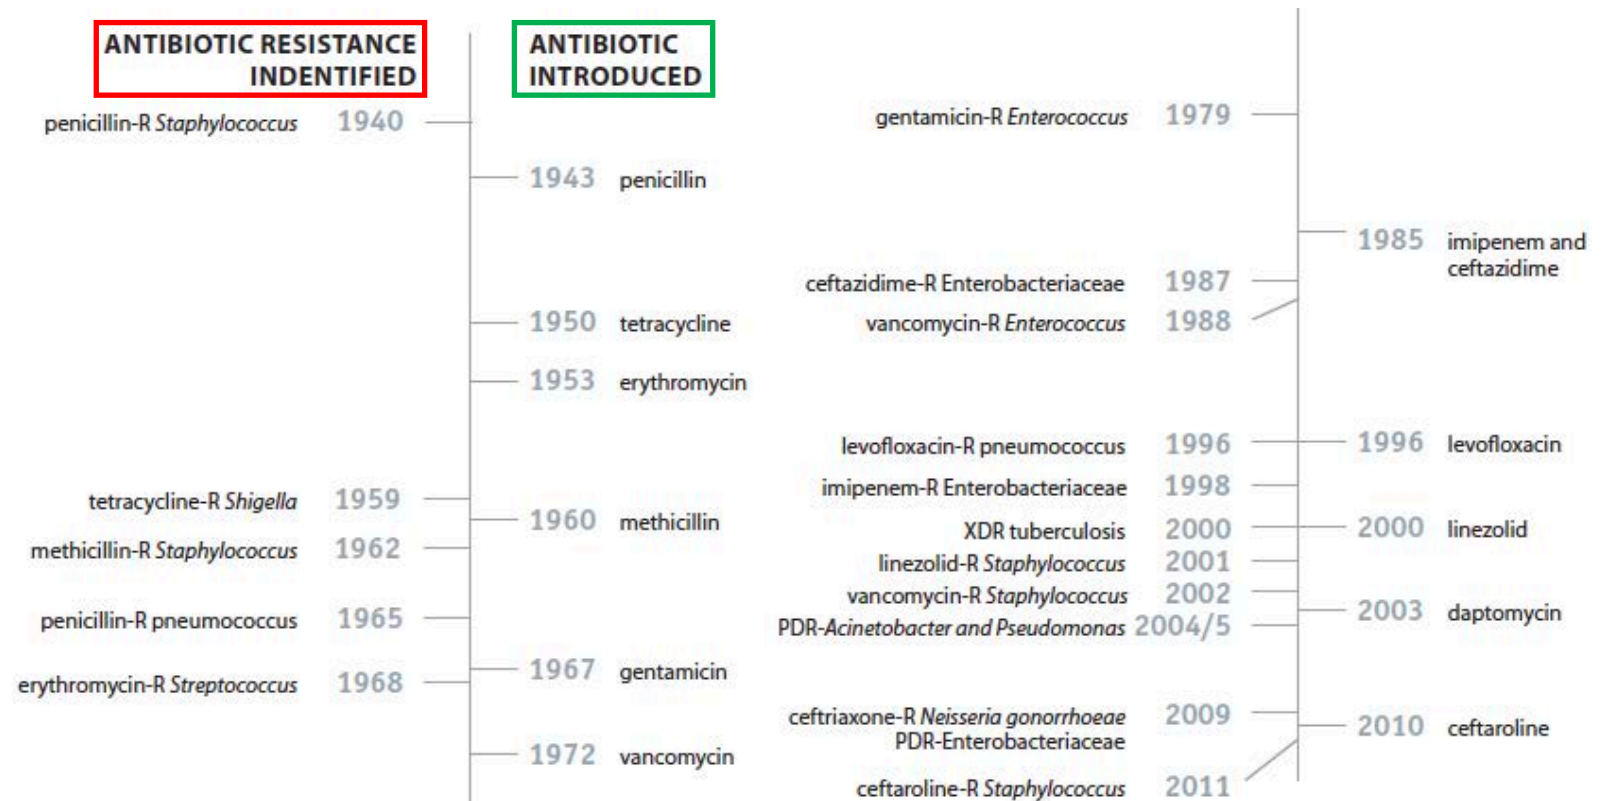 ANTIBIOTIC RESISTANCE
INDENTIFIED
ANTIBIOTIC
INTRODUCED
penicillin-R Staphylococcus 1940
1943 penicillin
1950 tetracycline
1953 erythromycin
tetracycline-R Shigella 1959
1960 methicillin
methicillin-R Staphylococcus 1962
penicillin-R pneumococcus 1965
1967 gentamicin
erythromycin-R Streptococcus 1968
1972 vancomycin
gentamicin-R Enterococcus 1979
1985 imipenem and
ceftazidime
ceftazidime-R Enterobacteriaceae 1987
vancomycin-R Enterococcus 1988
levofloxacin-R pneumococcus 1996
1996 levofloxacin
imipenem-R Enterobacteriaceae 1998
XDR tuberculosis 2000
2000 linezolid
linezolid-R Staphylococcus 2001
vancomycin-R Staphylococcus 2002
2003 daptomycin
PDR-Acinetobacter and Pseudomonas 2004/5
ceftriaxone-R Neisseria gonorrhoeae 2009
PDR-Enterobacteriaceae
2010 ceftaroline
ceftaroline-R Staphylococcus 2011